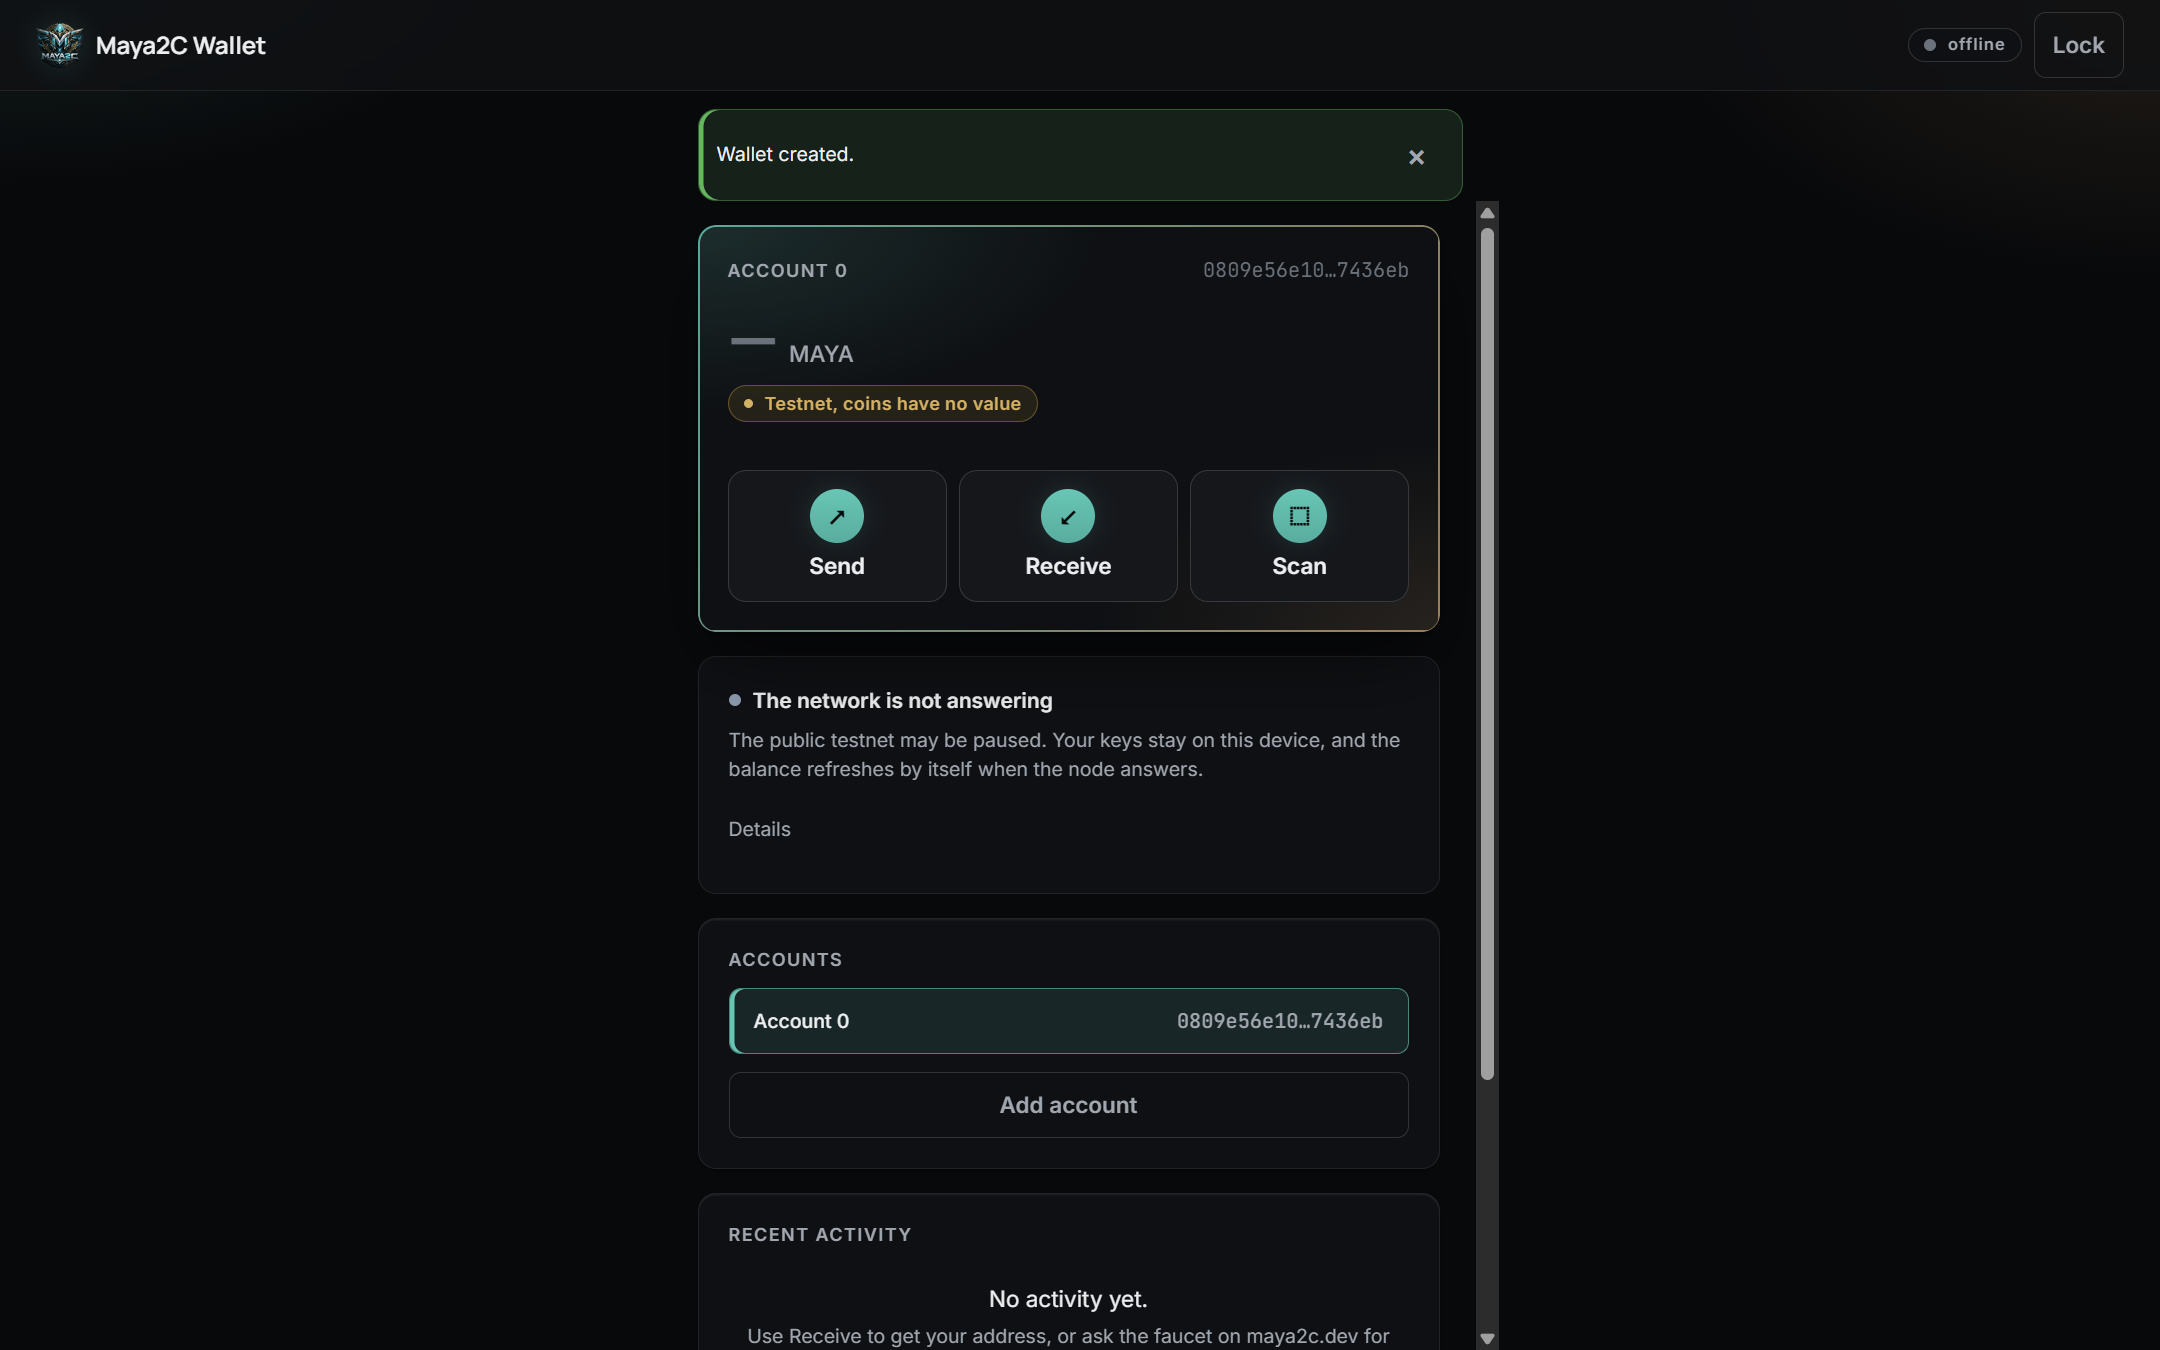 MAYA2C
Maya2C Wallet
offline
Lock
Wallet created.
ACCOUNT 0
0809e56e10…7436eb
— MAYA
Testnet, coins have no value
Send
Receive
Scan
The network is not answering
The public testnet may be paused. Your keys stay on this device, and the
balance refreshes by itself when the node answers.
Details
ACCOUNTS
Account 0
0809e56e10…7436eb
Add account
RECENT ACTIVITY
No activity yet.
Use Receive to get your address, or ask the faucet on maya2c.dev for